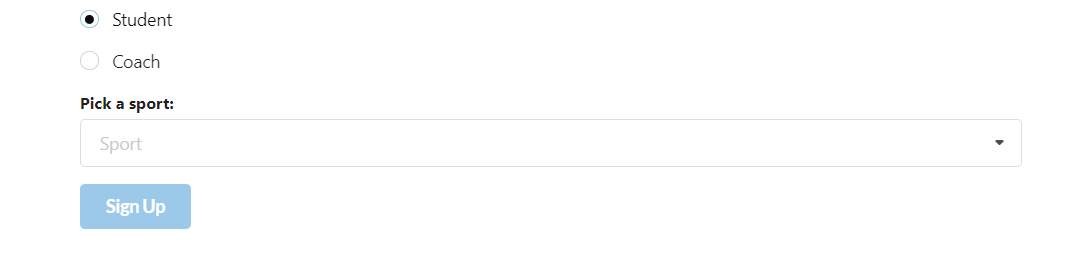 Student
Coach
Pick a sport:
Sport
Sign Up